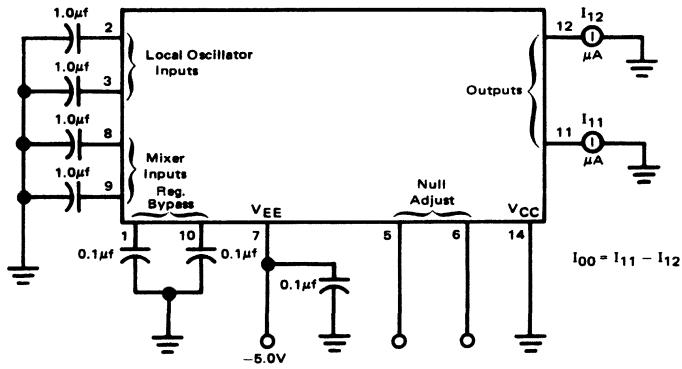 1.0µf
2
Local Oscillator
Inputs
12
I12
µA
1.0µf
3
Outputs
1.0µf
8
I11
11
µA
Mixer
Inputs
1.0µf
9
Reg.
Bypass
VEE
Null
Adjust
VCC
1
10
7
5
6
14
0.1µf
0.1µf
0.1µf
I00 = I11 – I12
–5.0V